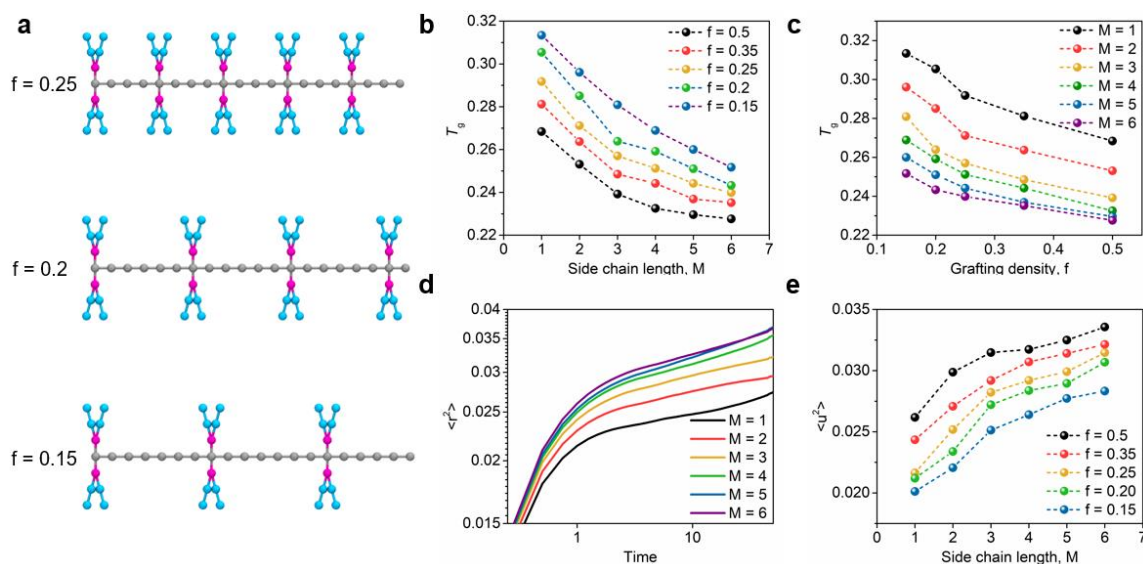 a
f = 0.25
f = 0.2
f = 0.15
b
0.32
0.30
0.28
0.26
0.24
0.22
Tg
0 1 2 3 4 5 6 7
Side chain length, M
f = 0.5
f = 0.35
f = 0.25
f = 0.2
f = 0.15
c
0.32
0.30
0.28
0.26
0.24
0.22
Tg
0.1 0.2 0.3 0.4 0.5
Grafting density, f
M = 1
M = 2
M = 3
M = 4
M = 5
M = 6
d
0.04
0.035
0.03
0.025
0.02
0.015
<r²>
1 10
Time
M = 1
M = 2
M = 3
M = 4
M = 5
M = 6
e
0.035
0.030
0.025
0.020
<u²>
0 1 2 3 4 5 6 7
Side chain length, M
f = 0.5
f = 0.35
f = 0.25
f = 0.20
f = 0.15